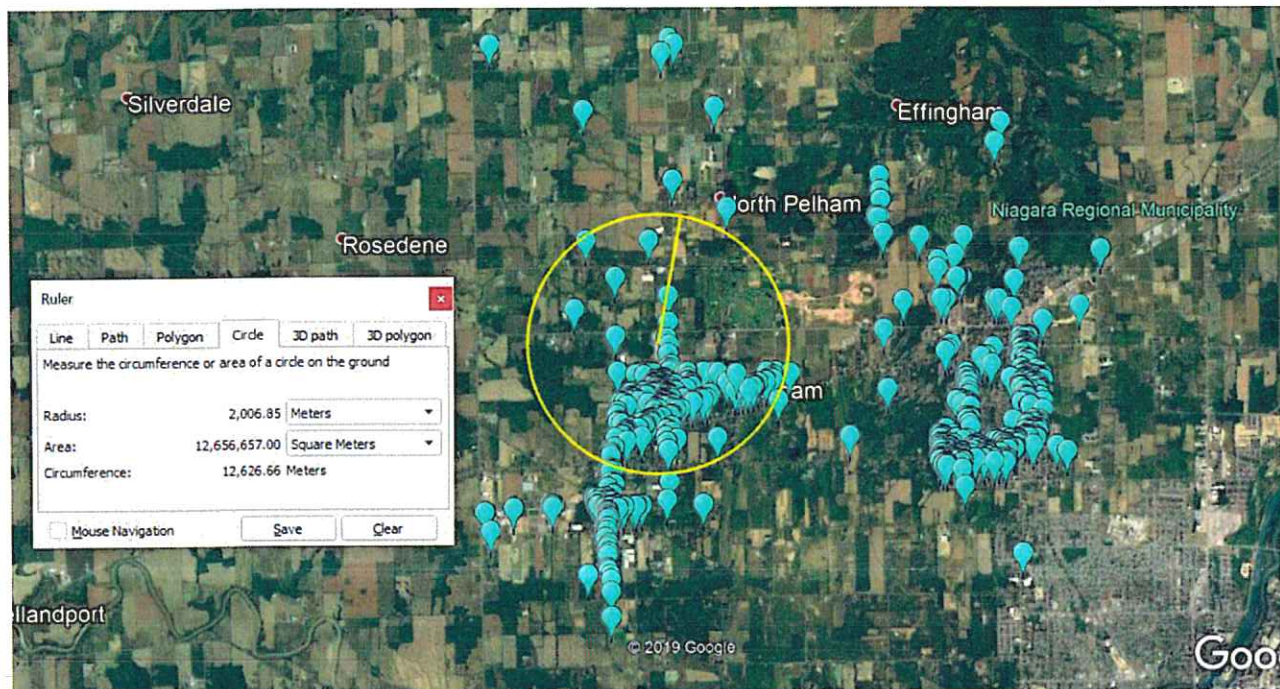 Silverdale
Effingham
North Pelham
Niagara Regional Municipality
Rosedene
Ruler
Line Path Polygon Circle 3D path 3D polygon
Measure the circumference or area of a circle on the ground
Radius: 2,006.85 Meters
Area: 12,656,657.00 Square Meters
Circumference: 12,626.66 Meters
Mouse Navigation Save Clear
am
llandport
© 2019 Google
Goo